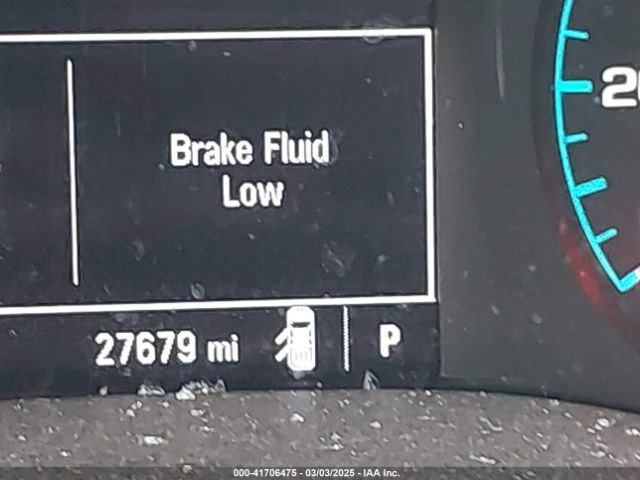 Brake Fluid
Low
27679 mi
P
000-41706475 - 03/03/2025 - IAA Inc.